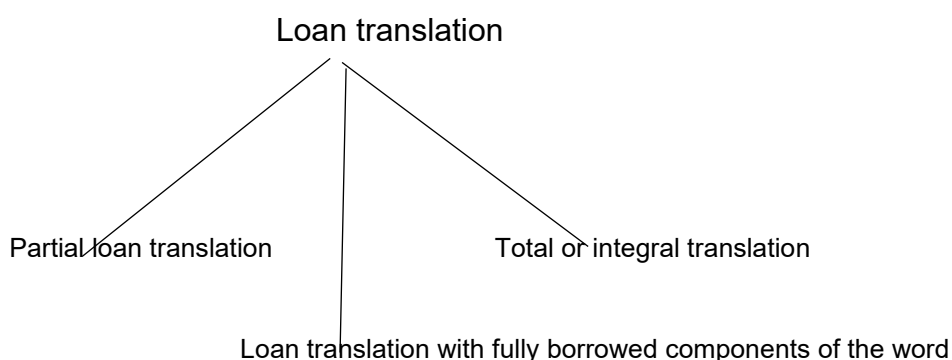 Loan translation
Partial loan translation
Total or integral translation
Loan translation with fully borrowed components of the word